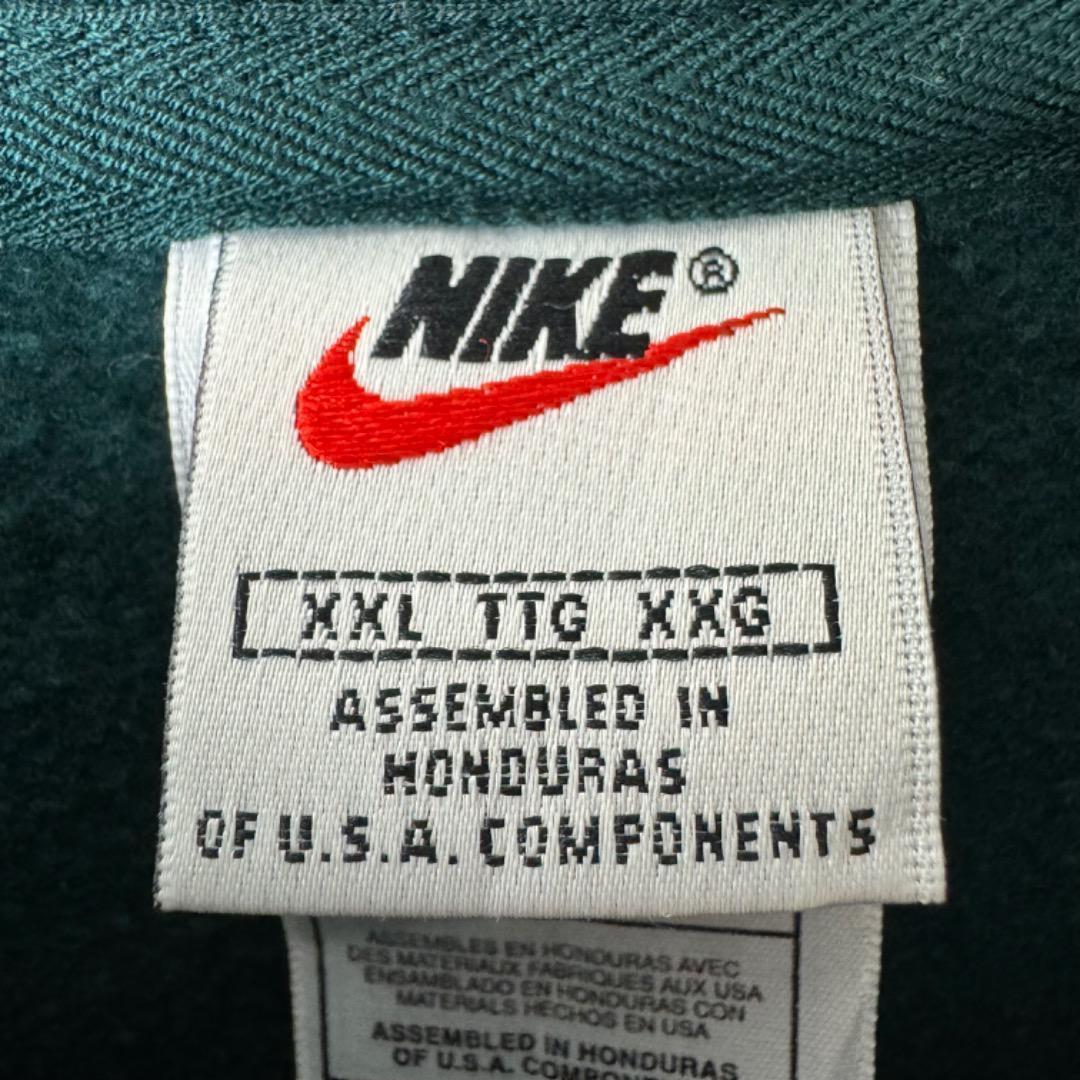 NIKE®
XXL TTG XXG
ASSEMBLED IN
HONDURAS
OF U.S.A. COMPONENTS
ASSEMBLES EN HONDURAS AVEC
DES MATERIAUX FABRIQUES AUX USA
ENSAMBLADO EN HONDURAS CON
MATERIALS HECHOS EN USA
ASSEMBLED IN HONDURAS
OF U.S.A.